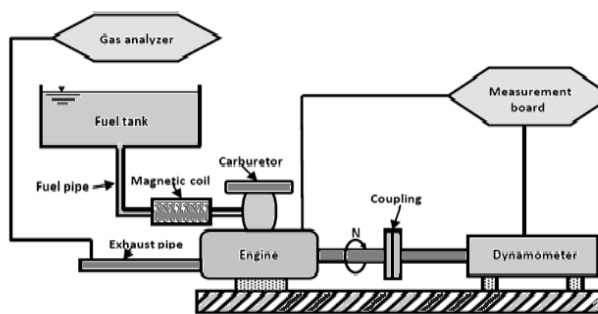 Gas analyzer
Measurement
board
Fuel tank
Carburetor
Fuel pipe
Magnetic coil
Coupling
N
Exhaust pipe
Engine
Dynamometer